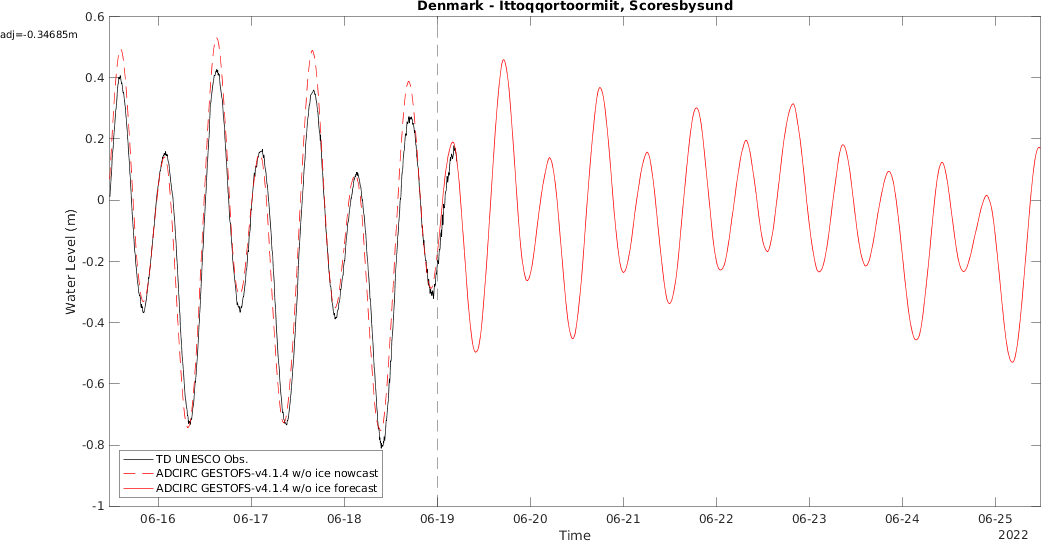 Denmark - Ittoqqortoormiit, Scoresbysund
adj=-0.34685m
0.6
0.4
0.2
0
-0.2
-0.4
-0.6
-0.8
-1
Water Level (m)
TD UNESCO Obs.
ADCIRC GESTOFS-v4.1.4 w/o ice nowcast
ADCIRC GESTOFS-v4.1.4 w/o ice forecast
06-16 06-17 06-18 06-19 06-20 06-21 06-22 06-23 06-24 06-25
Time
2022